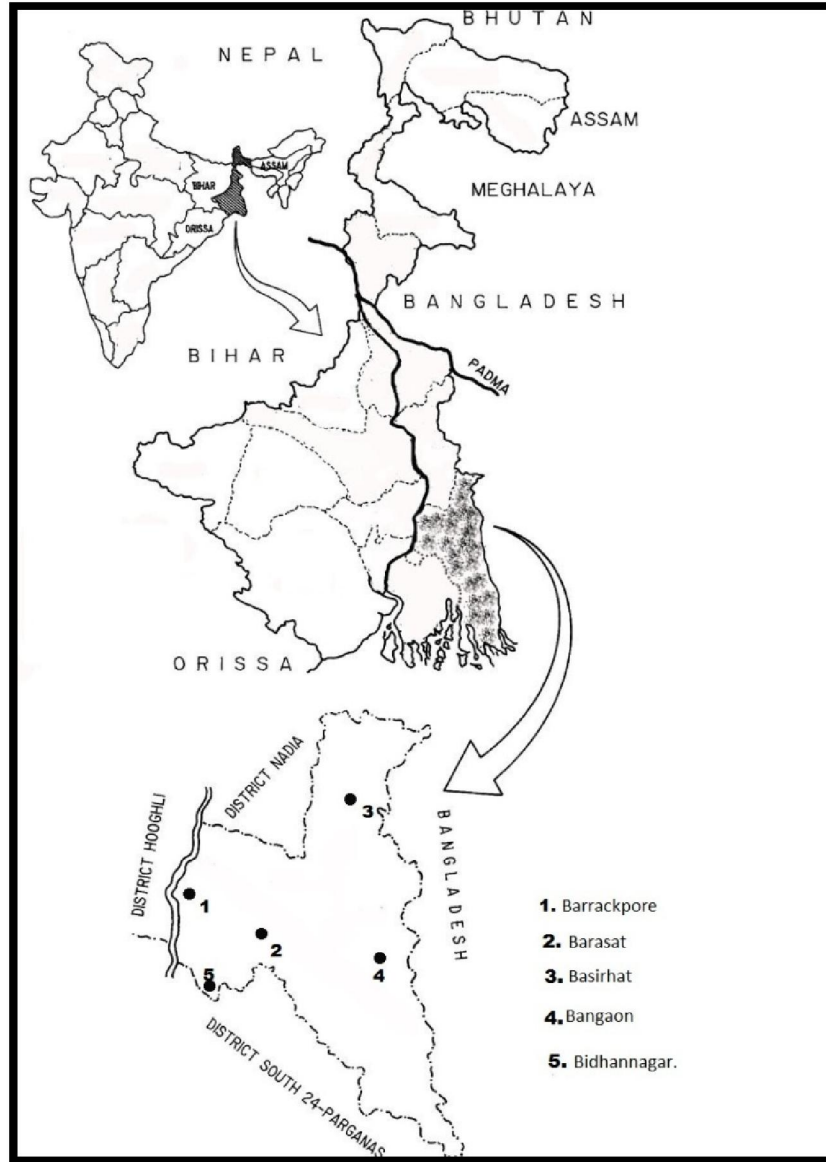 BHUTAN
NEPAL
ASSAM
ASSAM
BIHAR
MEGHALAYA
ORISSA
BANGLADESH
BIHAR
PADMA
ORISSA
DISTRICT NADIA
DISTRICT HOOGHLI
BANGLADESH
3
1
2
4
5
DISTRICT SOUTH 24-PARGANAS
1. Barrackpore
2. Barasat
3. Basirhat
4. Bangaon
5. Bidhannagar.